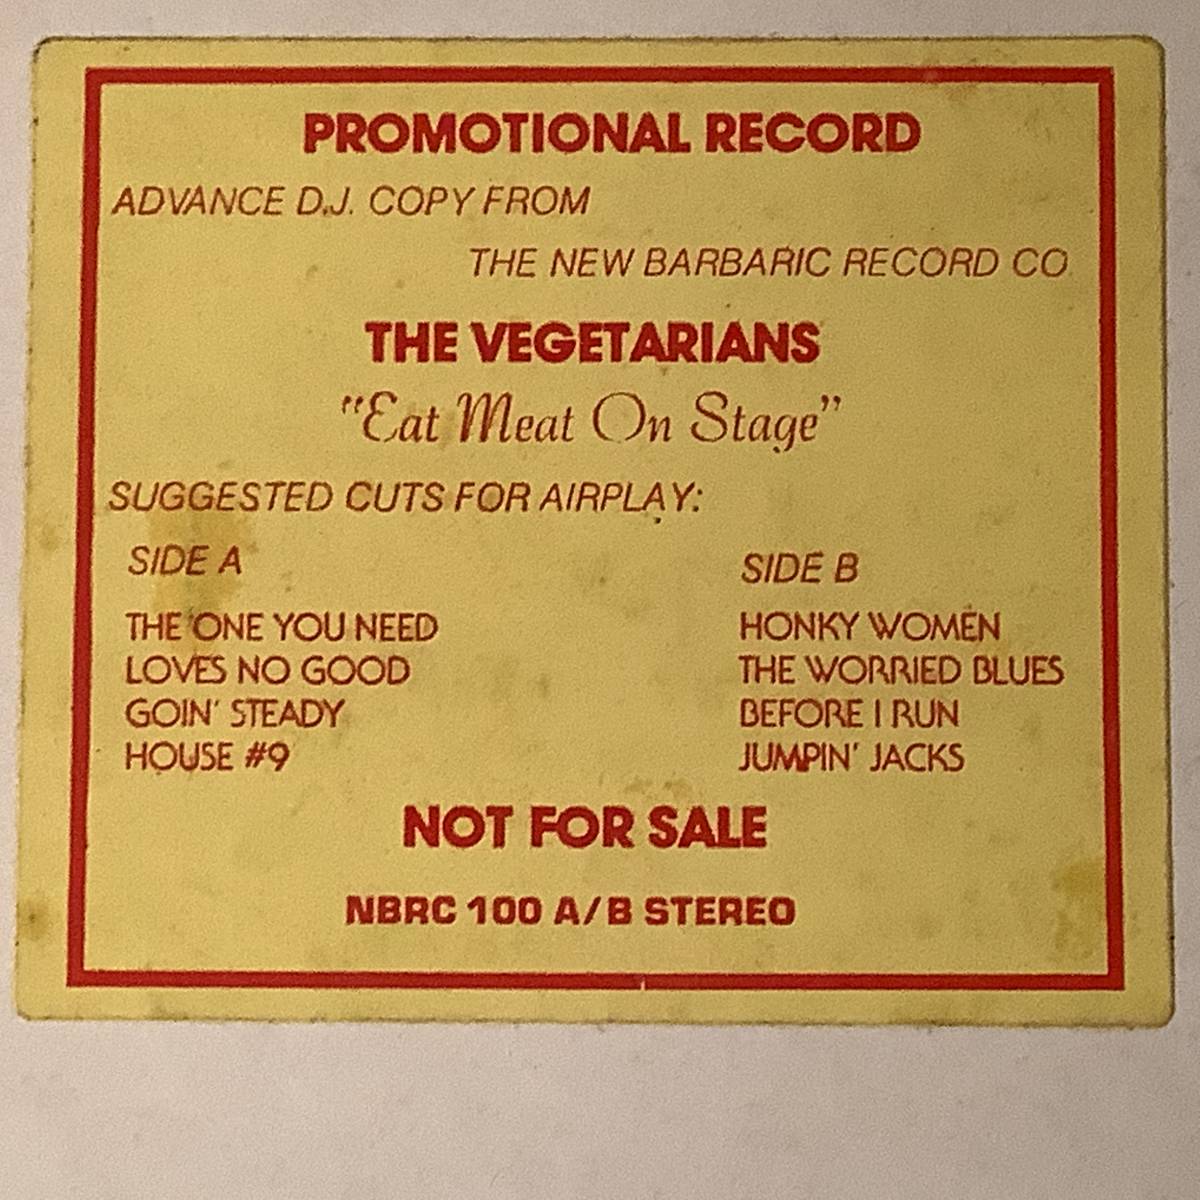 PROMOTIONAL RECORD
ADVANCE D.J. COPY FROM
THE NEW BARBARIC RECORD CO.
THE VEGETARIANS
"Eat Meat On Stage"
SUGGESTED CUTS FOR AIRPLAY:
SIDE A
THE ONE YOU NEED
LOVES NO GOOD
GOIN' STEADY
HOUSE #9
SIDE B
HONKY WOMEN
THE WORRIED BLUES
BEFORE I RUN
JUMPIN' JACKS
NOT FOR SALE
NBRC 100 A/B STEREO